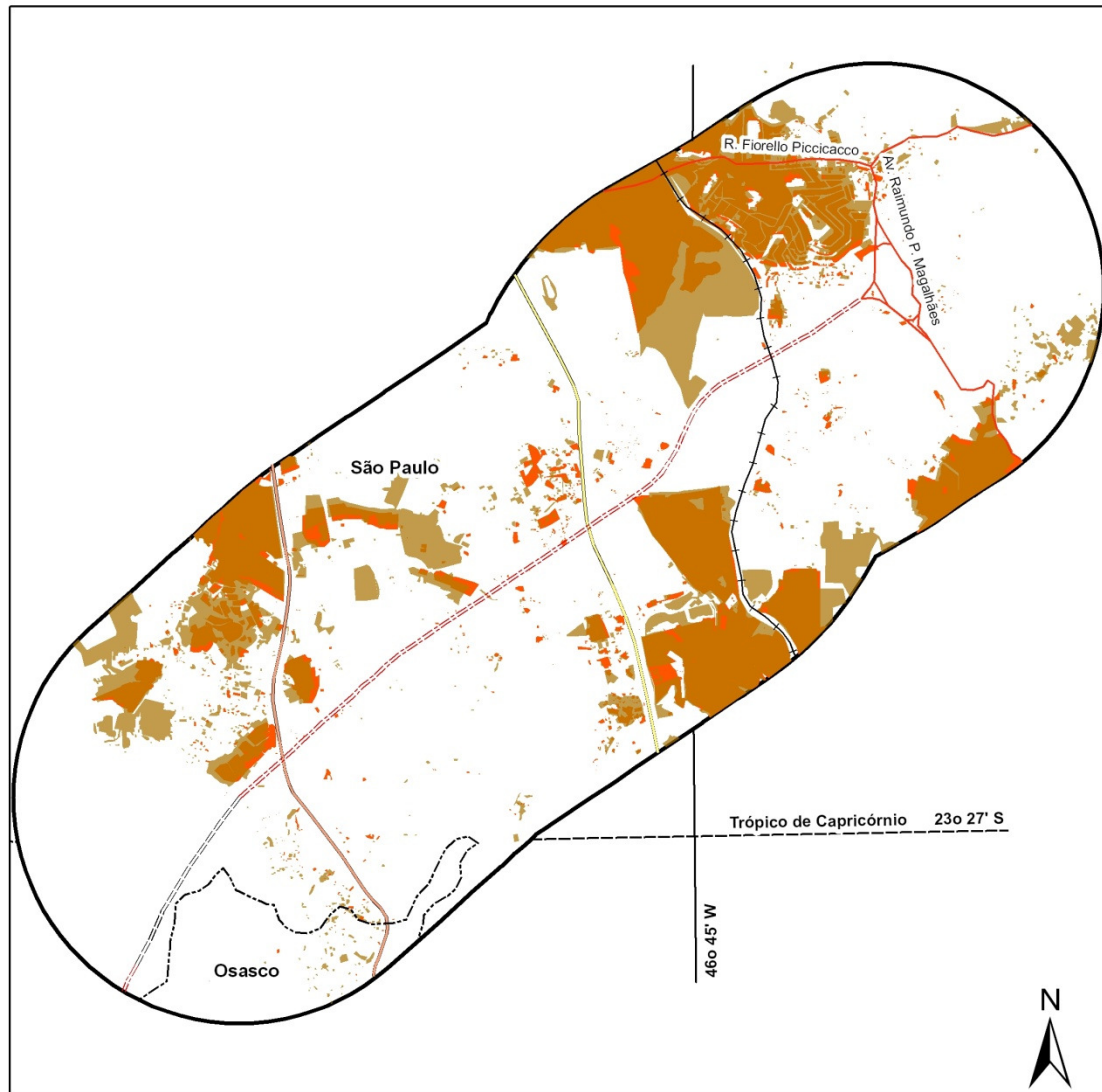 R. Fiorello Piccicacco
Av. Raimundo P. Magalhães
São Paulo
Trópico de Capricórnio 23o 27' S
46o 45' W
Osasco
N